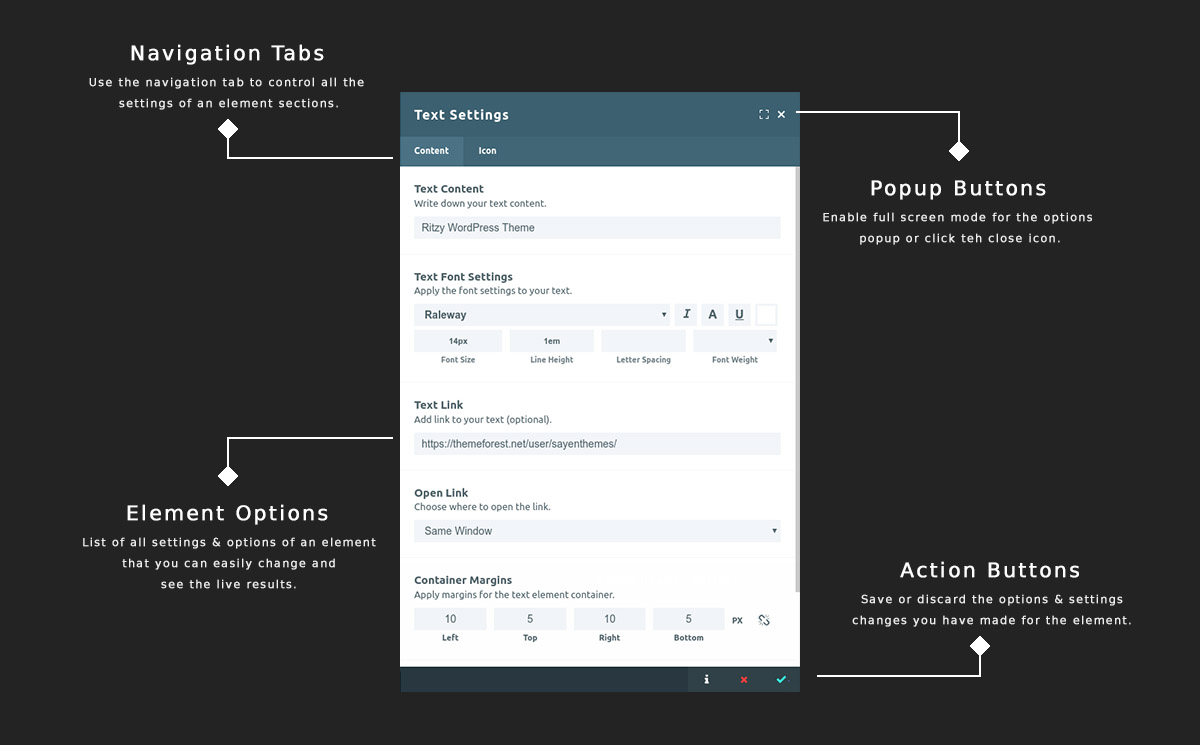 Navigation Tabs
Use the navigation tab to control all the
settings of an element sections.
Text Settings
Content Icon
Text Content
Write down your text content.
Ritzy WordPress Theme
Text Font Settings
Apply the font settings to your text.
Raleway I A U
14px 1em
Font Size Line Height Letter Spacing Font Weight
Text Link
Add link to your text (optional).
https://themeforest.net/user/sayenthemes/
Open Link
Choose where to open the link.
Same Window
Container Margins
Apply margins for the text element container.
10 5 10 5 PX
Left Top Right Bottom
Popup Buttons
Enable full screen mode for the options
popup or click teh close icon.
Element Options
List of all settings & options of an element
that you can easily change and
see the live results.
Action Buttons
Save or discard the options & settings
changes you have made for the element.